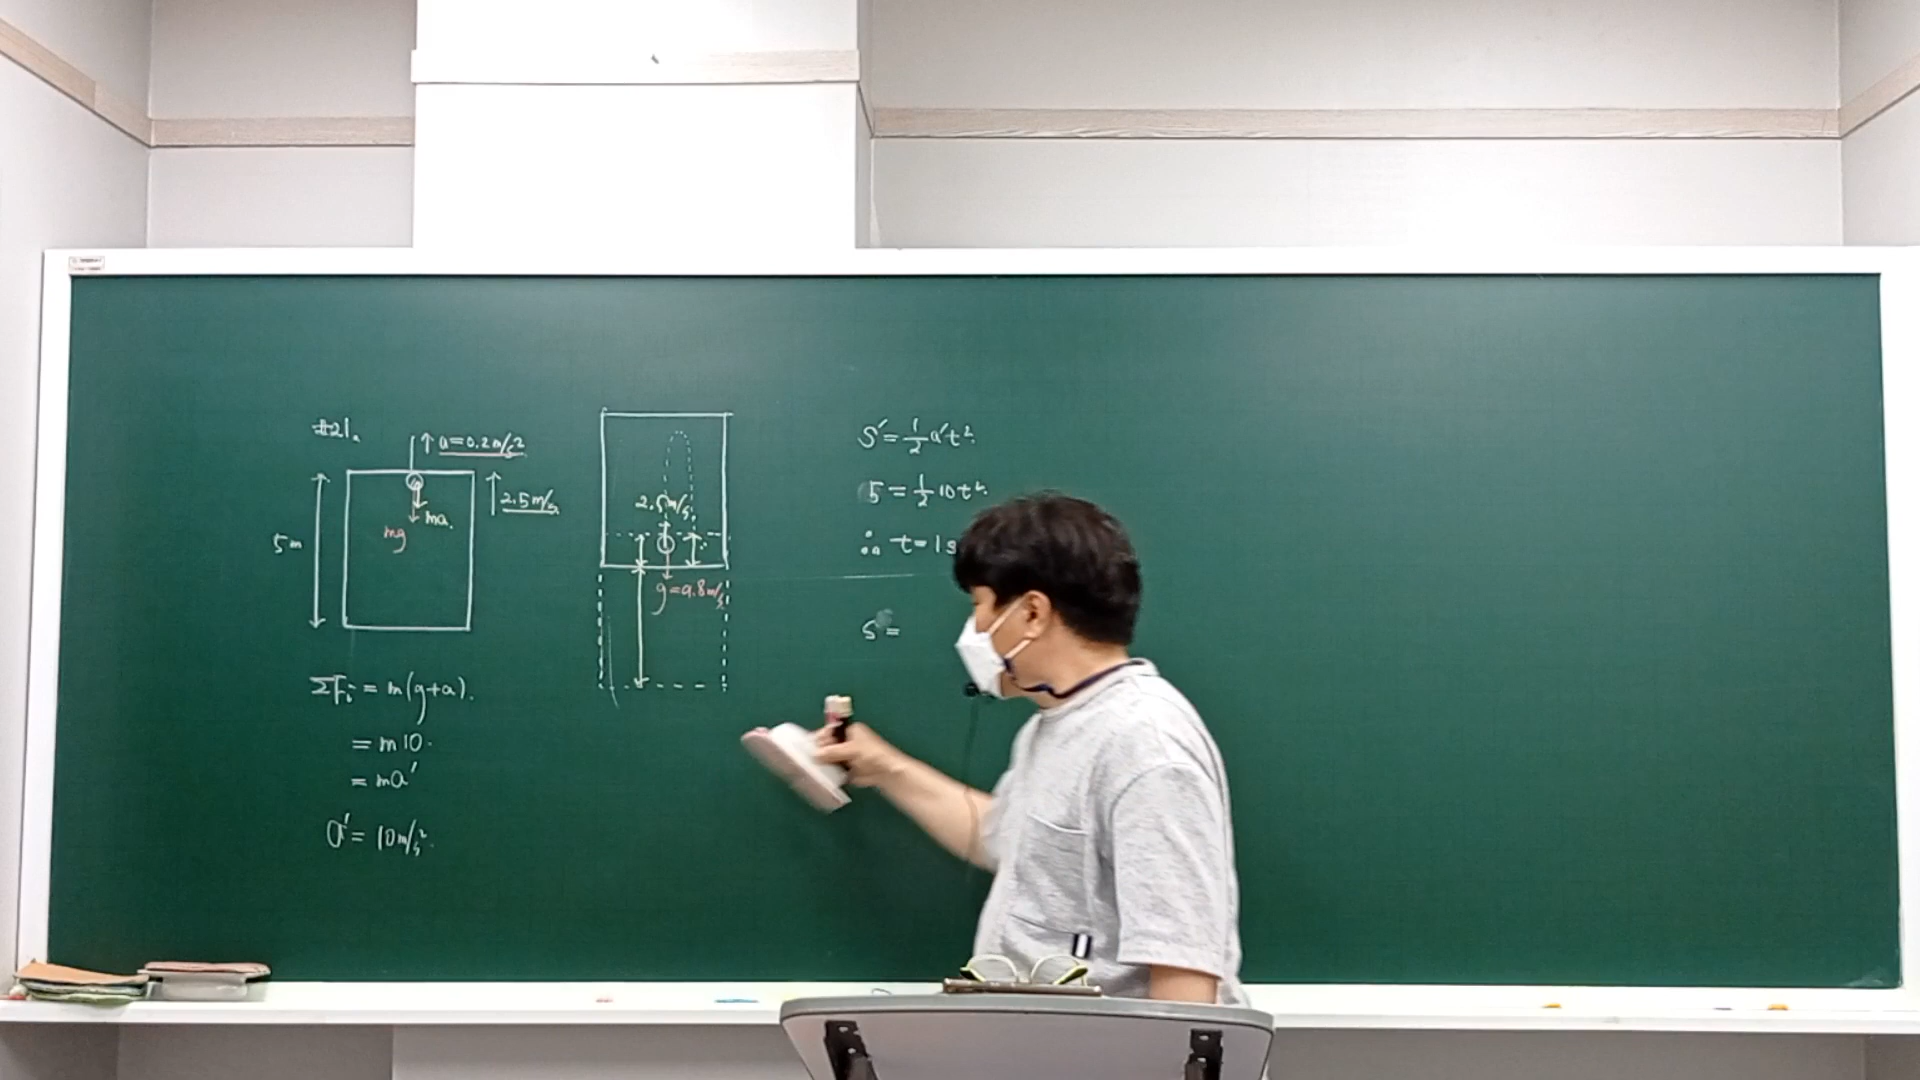 #21.
↑ a=0.2m/s²
↑ 2.5m/s
5m
ma.
mg
ΣFᵢ = m(g+a).
= m10.
= ma'
a' = 10m/s².
2.5m/s.
g=9.8m/s²
S' = ½a't².
5 = ½10t².
∴ t=1s
S =